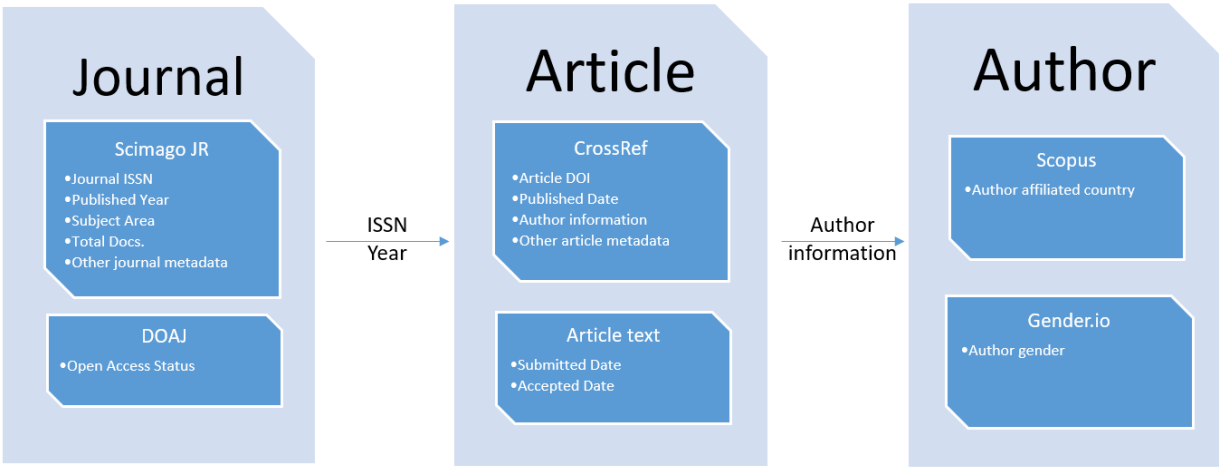 Journal
Scimago JR
•Journal ISSN
•Published Year
•Subject Area
•Total Docs.
•Other journal metadata
DOAJ
•Open Access Status
ISSN
Year
Article
CrossRef
•Article DOI
•Published Date
•Author information
•Other article metadata
Article text
•Submitted Date
•Accepted Date
Author
information
Author
Scopus
•Author affiliated country
Gender.io
•Author gender